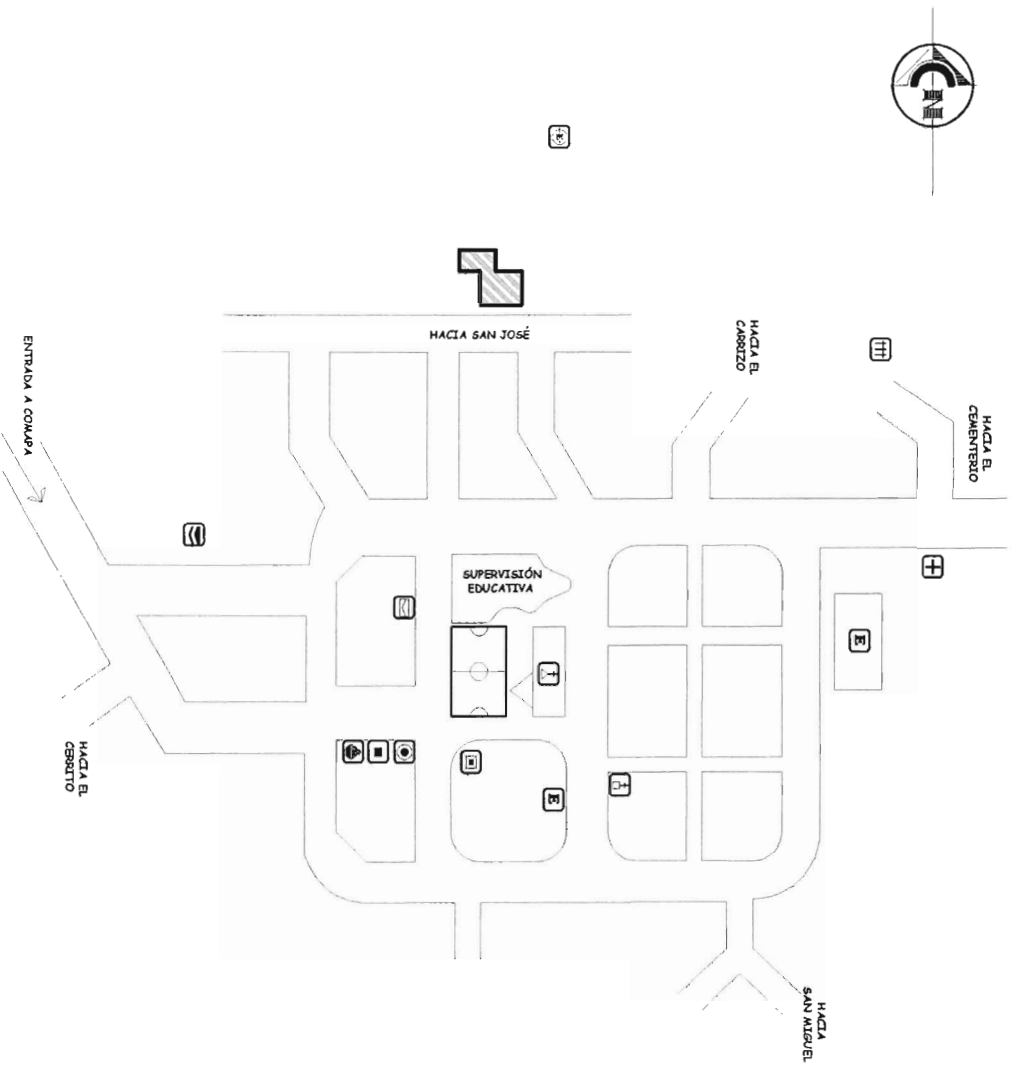 N
E
HACIA SAN JOSÉ
HACIA EL
CARRIZO
HACIA EL
CEMENTERIO
ENTRADA A COMAPA
SUPERVISIÓN
EDUCATIVA
E
HACIA EL
CERRITO
E
HACIA
SAN MIGUEL